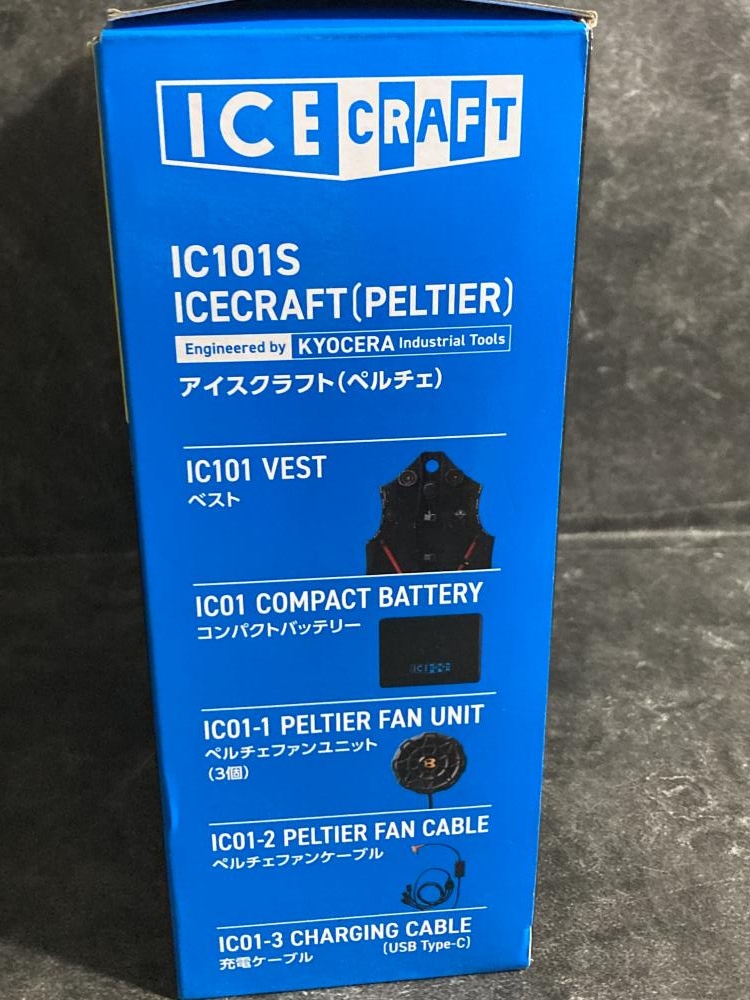 ICE CRAFT
IC101S
ICECRAFT(PELTIER)
Engineered by KYOCERA Industrial Tools
アイスクラフト(ペルチェ)
IC101 VEST
ベスト
IC01 COMPACT BATTERY
コンパクトバッテリー
IC01-1 PELTIER FAN UNIT
ペルチェファンユニット
(3個)
B
IC01-2 PELTIER FAN CABLE
ペルチェファンケーブル
IC01-3 CHARGING CABLE
(USB Type-C)
充電ケーブル